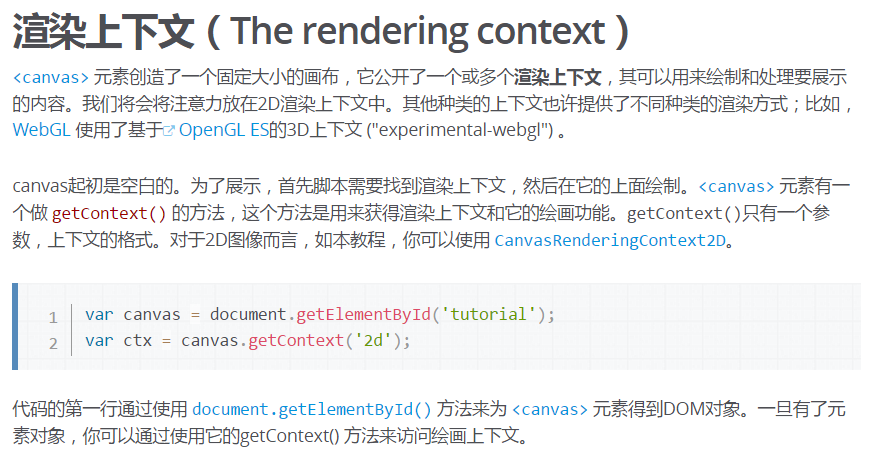 渲染上下文（The rendering context）
<canvas> 元素创造了一个固定大小的画布，它公开了一个或多个渲染上下文，其可以用来绘制和处理要展示
的内容。我们将会将注意力放在2D渲染上下文中。其他种类的上下文也许提供了不同种类的渲染方式；比如，
WebGL 使用了基于 OpenGL ES的3D上下文 ("experimental-webgl") 。
canvas起初是空白的。为了展示，首先脚本需要找到渲染上下文，然后在它的上面绘制。<canvas> 元素有一
个做 getContext() 的方法，这个方法是用来获得渲染上下文和它的绘画功能。getContext()只有一个参
数，上下文的格式。对于2D图像而言，如本教程，你可以使用 CanvasRenderingContext2D。
1 var canvas = document.getElementById('tutorial');
2 var ctx = canvas.getContext('2d');
代码的第一行通过使用 document.getElementById() 方法来为 <canvas> 元素得到DOM对象。一旦有了元
素对象，你可以通过使用它的getContext() 方法来访问绘画上下文。